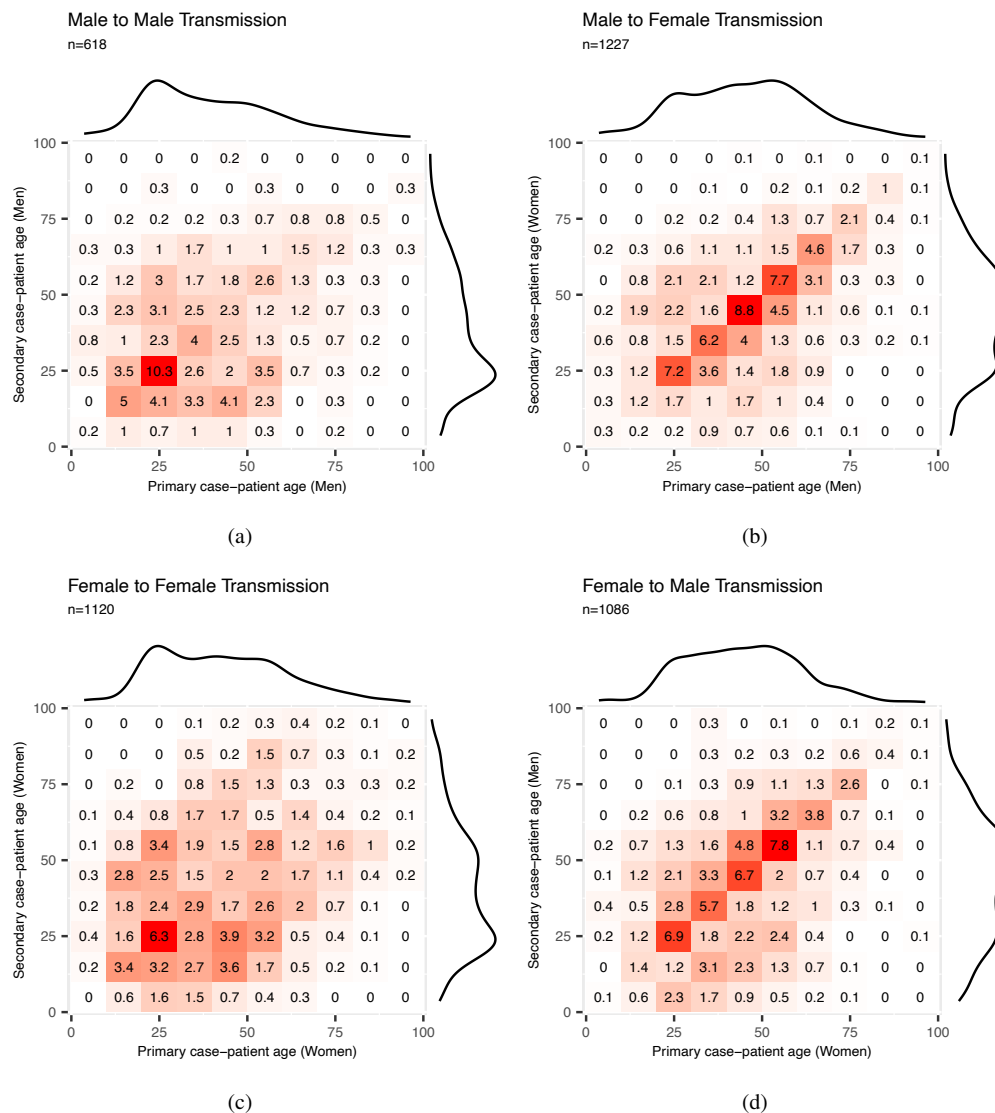 Male to Male Transmission
n=618
100
0 0 0 0 0.2 0 0 0 0 0
0 0 0.3 0 0 0.3 0 0 0 0.3
75
0 0.2 0.2 0.2 0.3 0.7 0.8 0.8 0.5 0
0.3 0.3 1 1.7 1 1 1.5 1.2 0.3 0.3
0.2 1.2 3 1.7 1.8 2.6 1.3 0.3 0.3 0
50
0.3 2.3 3.1 2.5 2.3 1.2 1.2 0.7 0.3 0
0.8 1 2.3 4 2.5 1.3 0.5 0.7 0.2 0
25
0.5 3.5 10.3 2.6 2 3.5 0.7 0.3 0.2 0
0 5 4.1 3.3 4.1 2.3 0 0.3 0 0
0.2 1 0.7 1 1 0.3 0 0.2 0 0
0
0 25 50 75 100
Primary case−patient age (Men)
Secondary case−patient age (Men)
(a)
Male to Female Transmission
n=1227
100
0 0 0 0 0.1 0 0.1 0 0 0.1
0 0 0 0.1 0 0.2 0.1 0.2 1 0.1
75
0 0 0.2 0.2 0.4 1.3 0.7 2.1 0.4 0.1
0.2 0.3 0.6 1.1 1.1 1.5 4.6 1.7 0.3 0
0 0.8 2.1 2.1 1.2 7.7 3.1 0.3 0.3 0
50
0.2 1.9 2.2 1.6 8.8 4.5 1.1 0.6 0.1 0.1
0.6 0.8 1.5 6.2 4 1.3 0.6 0.3 0.2 0.1
25
0.3 1.2 7.2 3.6 1.4 1.8 0.9 0 0 0
0.3 1.2 1.7 1 1.7 1 0.4 0 0 0
0.3 0.2 0.2 0.9 0.7 0.6 0.1 0.1 0 0
0
0 25 50 75 100
Primary case−patient age (Men)
Secondary case−patient age (Women)
(b)
Female to Female Transmission
n=1120
100
0 0 0 0.1 0.2 0.3 0.4 0.2 0.1 0
0 0 0 0.5 0.2 1.5 0.7 0.3 0.1 0.2
75
0 0.2 0 0.8 1.5 1.3 0.3 0.3 0.3 0.2
0.1 0.4 0.8 1.7 1.7 0.5 1.4 0.4 0.2 0.1
0.1 0.8 3.4 1.9 1.5 2.8 1.2 1.6 1 0.2
50
0.3 2.8 2.5 1.5 2 2 1.7 1.1 0.4 0.2
0.2 1.8 2.4 2.9 1.7 2.6 2 0.7 0.1 0
25
0.4 1.6 6.3 2.8 3.9 3.2 0.5 0.4 0.1 0
0.2 3.4 3.2 2.7 3.6 1.7 0.5 0.2 0.2 0
0 0.6 1.6 1.5 0.7 0.4 0.3 0 0 0
0
0 25 50 75 100
Primary case−patient age (Women)
Secondary case−patient age (Women)
(c)
Female to Male Transmission
n=1086
100
0 0 0 0.3 0 0.1 0 0.1 0.2 0.1
0 0 0 0.3 0.2 0.3 0.2 0.6 0.4 0.1
75
0 0 0.1 0.3 0.9 1.1 1.3 2.6 0 0
0 0.2 0.6 0.8 1 3.2 3.8 0.7 0.1 0
0.2 0.7 1.3 1.6 4.8 7.8 1.1 0.7 0.4 0
50
0.1 1.2 2.1 3.3 6.7 2 0.7 0.4 0 0
0.4 0.5 2.8 5.7 1.8 1.2 1 0.3 0.1 0
25
0.2 1.2 6.9 1.8 2.2 2.4 0.4 0 0 0.1
0 1.4 1.2 3.1 2.3 1.3 0.7 0.1 0 0
0.1 0.6 2.3 1.7 0.9 0.5 0.2 0.1 0 0
0
0 25 50 75 100
Primary case−patient age (Women)
Secondary case−patient age (Men)
(d)